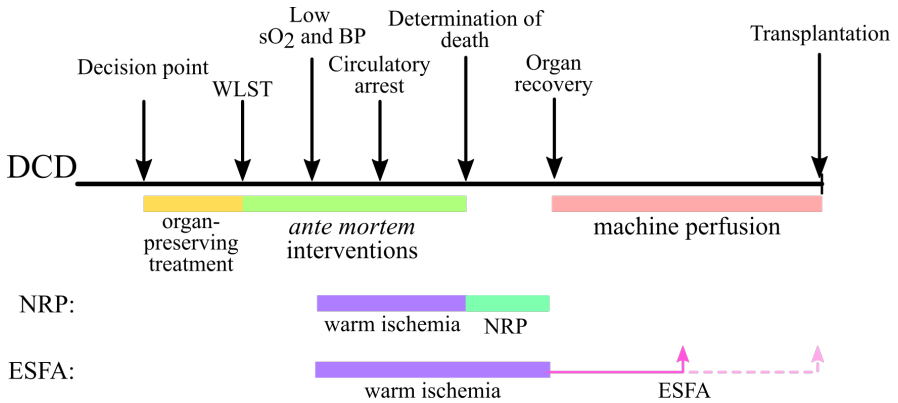 Low
sO₂ and BP
Determination of
death
Transplantation
Decision point
WLST
Circulatory
arrest
Organ
recovery
DCD
organ-
preserving
treatment
ante mortem
interventions
machine perfusion
NRP:
warm ischemia
NRP
ESFA:
warm ischemia
ESFA